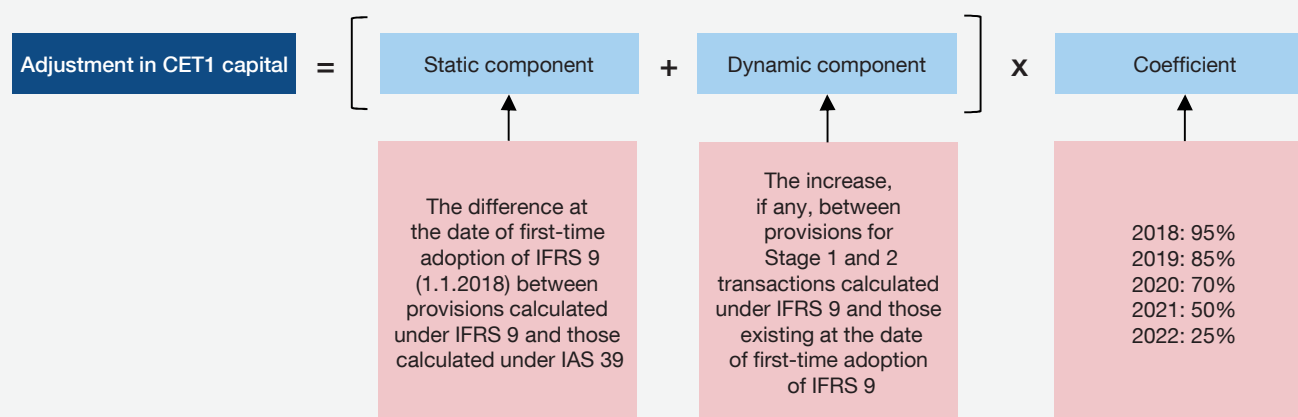 Adjustment in CET1 capital = [ Static component + Dynamic component ] x Coefficient
The difference at
the date of first-time
adoption of IFRS 9
(1.1.2018) between
provisions calculated
under IFRS 9 and those
calculated under IAS 39
The increase,
if any, between
provisions for
Stage 1 and 2
transactions calculated
under IFRS 9 and those
existing at the date
of first-time adoption
of IFRS 9
2018: 95%
2019: 85%
2020: 70%
2021: 50%
2022: 25%